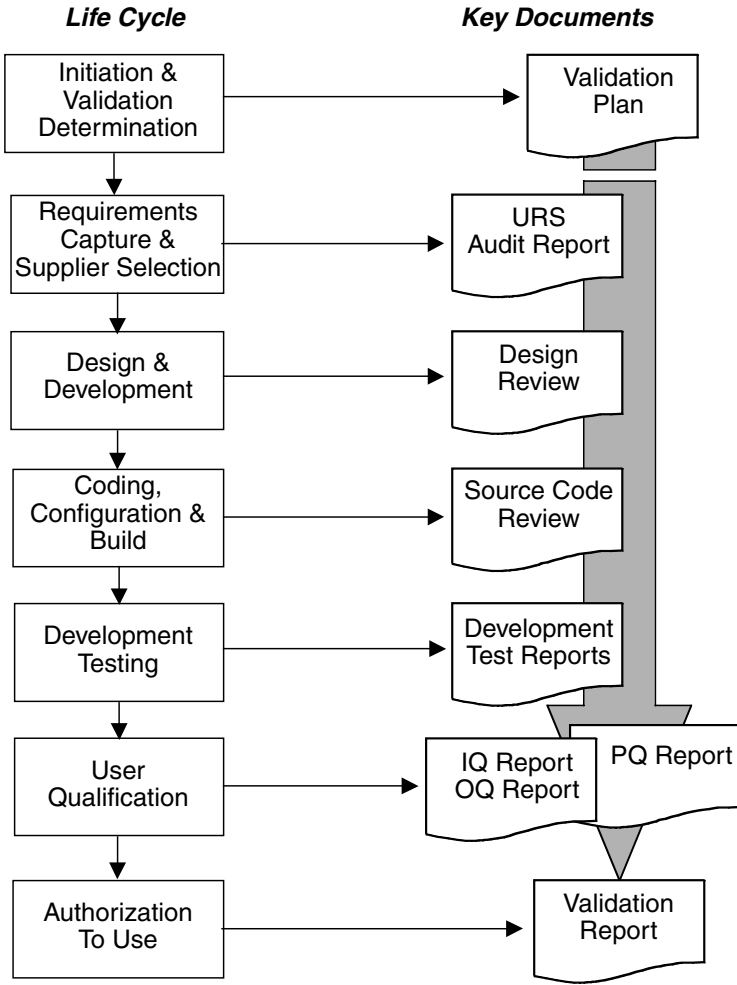 Life Cycle
Key Documents
Initiation &
Validation
Determination
Validation
Plan
Requirements
Capture &
Supplier Selection
URS
Audit Report
Design &
Development
Design
Review
Coding,
Configuration &
Build
Source Code
Review
Development
Testing
Development
Test Reports
User
Qualification
IQ Report
OQ Report
PQ Report
Authorization
To Use
Validation
Report